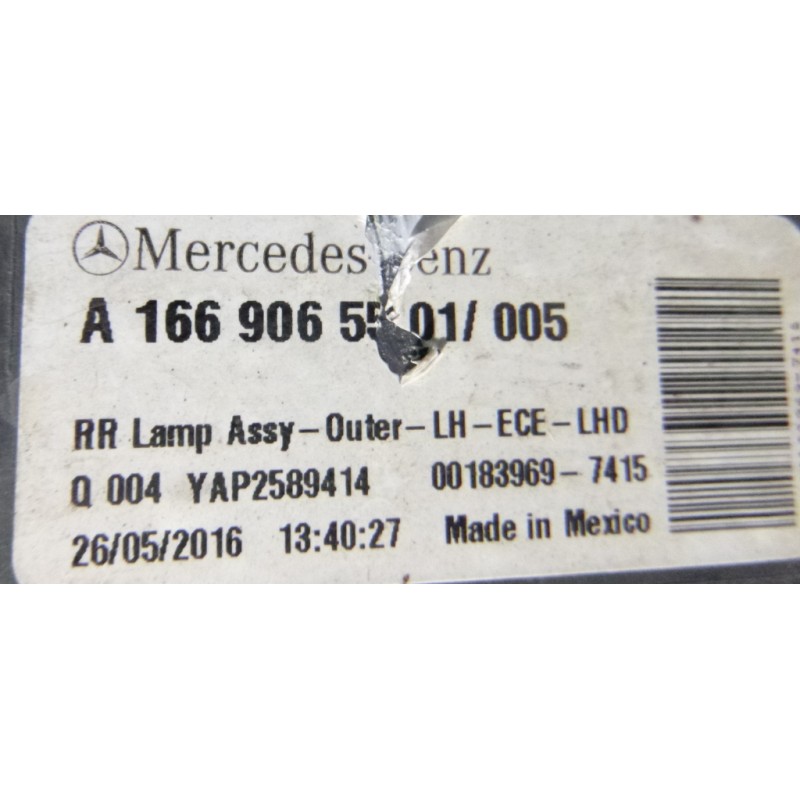 Mercedes enz
A 166 906 55 01/ 005
RR Lamp Assy-Outer-LH-ECE-LHD
Q 004 YAP2589414 00183969-7415
26/05/2016 13:40:27 Made in Mexico